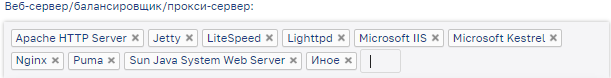 Веб-сервер/балансировщик/прокси-сервер:
Apache HTTP Server × Jetty × LiteSpeed × Lighttpd × Microsoft IIS × Microsoft Kestrel ×
Nginx × Puma × Sun Java System Web Server × Иное ×